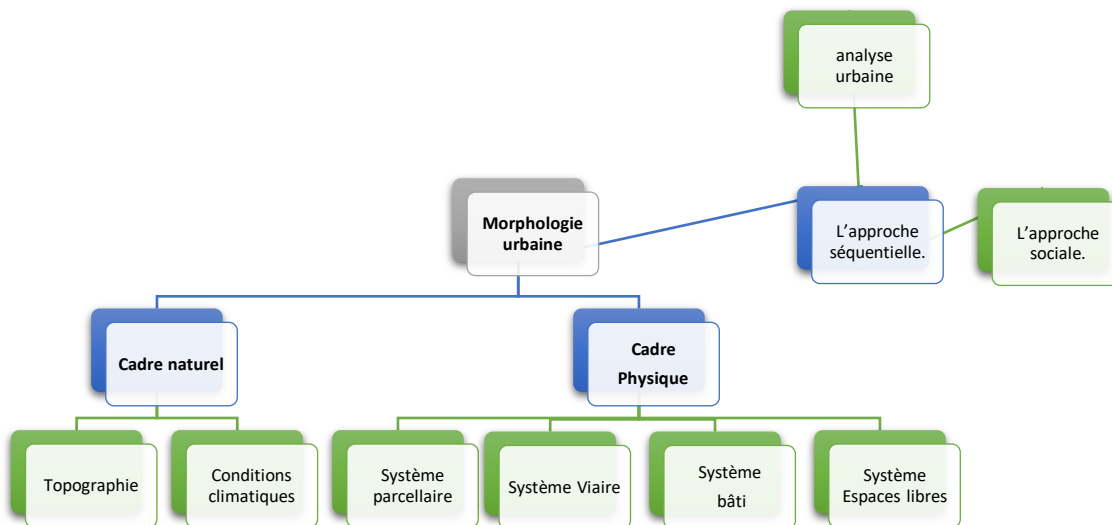 analyse
urbaine
Morphologie
urbaine
L’approche
séquentielle.
L’approche
sociale.
Cadre naturel
Cadre
Physique
Topographie
Conditions
climatiques
Système
parcellaire
Système Viaire
Système
bâti
Système
Espaces libres